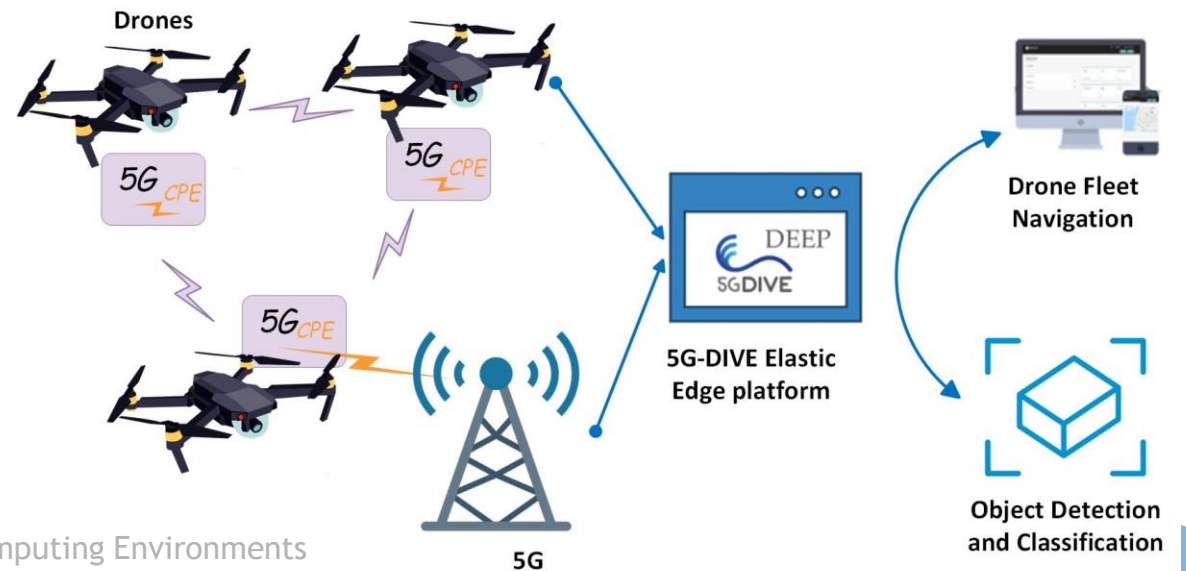 Drones
5G CPE
5G CPE
5G CPE
DEEP
5GDIVE
5G-DIVE Elastic
Edge platform
Drone Fleet
Navigation
Object Detection
and Classification
5G
mputing Environments